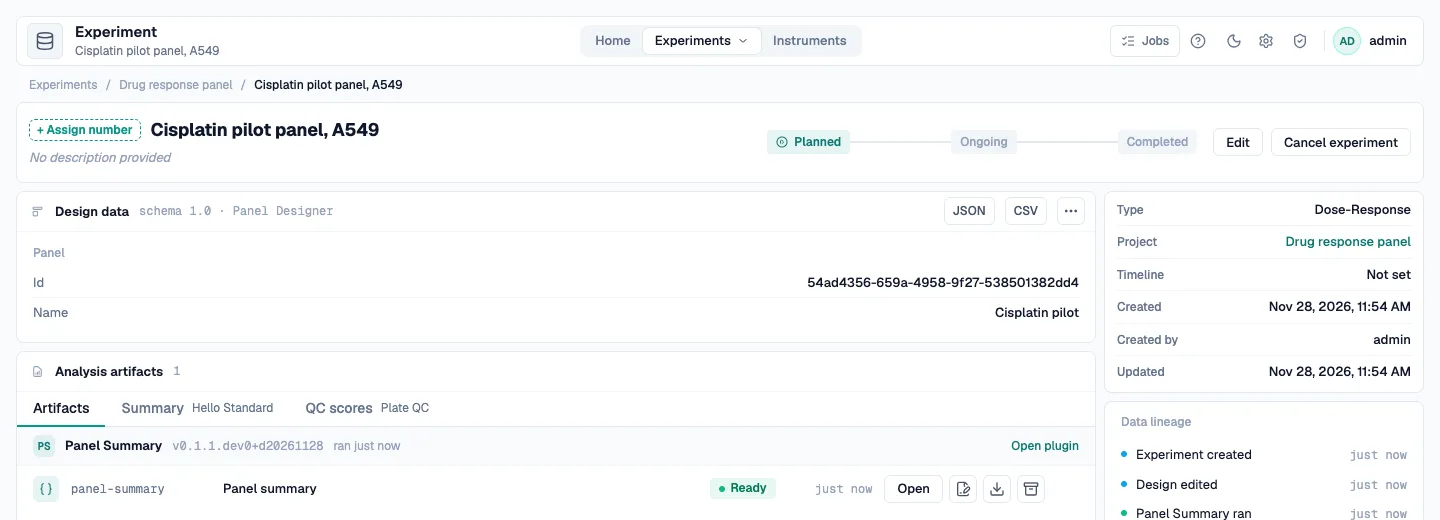 Experiment
Cisplatin pilot panel, A549
Home
Experiments
Instruments
Jobs
AD
admin
Experiments / Drug response panel / Cisplatin pilot panel, A549
+ Assign number
Cisplatin pilot panel, A549
No description provided
Planned
Ongoing
Completed
Edit
Cancel experiment
Design data schema 1.0 · Panel Designer
JSON
CSV
Panel
Id 54ad4356-659a-4958-9f27-538501382dd4
Name Cisplatin pilot
Analysis artifacts 1
Artifacts
Summary Hello Standard
QC scores Plate QC
PS Panel Summary v0.1.1.dev0+d20261128 ran just now Open plugin
{ } panel-summary Panel summary Ready just now Open
Type Dose-Response
Project Drug response panel
Timeline Not set
Created Nov 28, 2026, 11:54 AM
Created by admin
Updated Nov 28, 2026, 11:54 AM
Data lineage
Experiment created just now
Design edited just now
Panel Summary ran just now